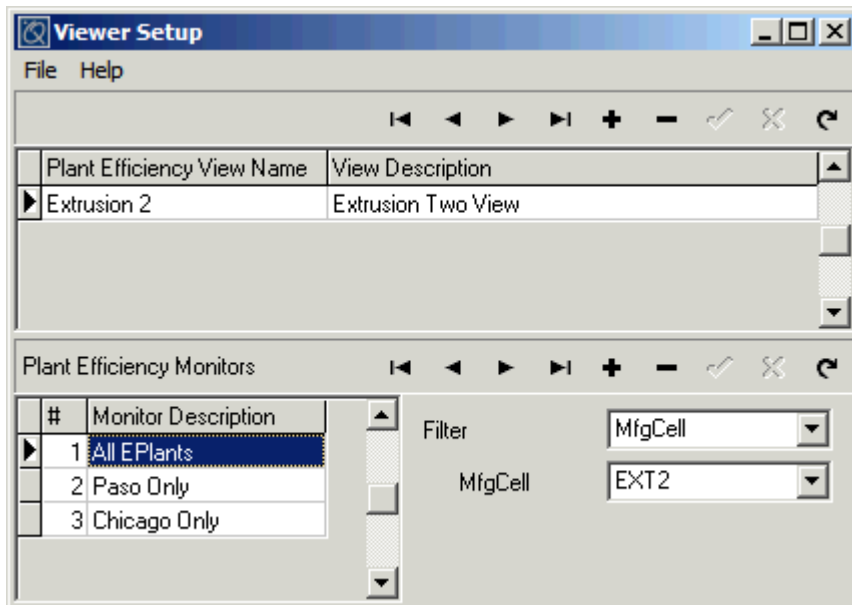 Viewer Setup
File Help
Plant Efficiency View Name View Description
Extrusion 2 Extrusion Two View
Plant Efficiency Monitors
# Monitor Description
Filter MfgCell
1 All EPlants
2 Paso Only
MfgCell EXT2
3 Chicago Only